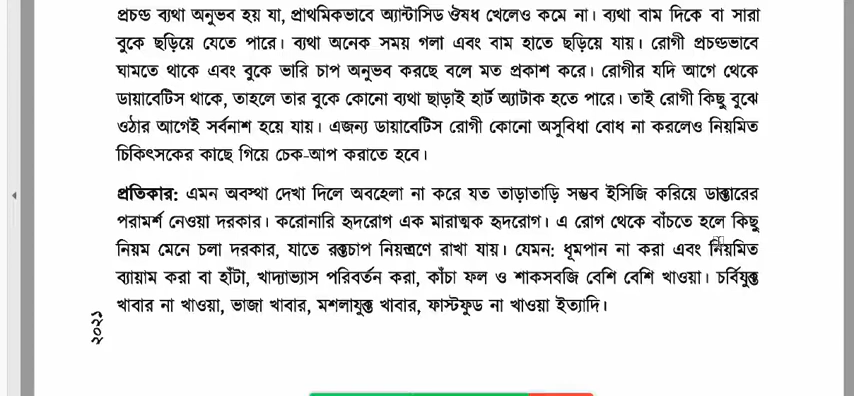 প্রচণ্ড ব্যথা অনুভব হয় যা, প্রাথমিকভাবে অ্যান্টাসিড ঔষধ খেলেও কমে না। ব্যথা বাম দিকে বা সারা
বুকে ছড়িয়ে যেতে পারে। ব্যথা অনেক সময় গলা এবং বাম হাতে ছড়িয়ে যায়। রোগী প্রচণ্ডভাবে
ঘামতে থাকে এবং বুকে ভারি চাপ অনুভব করছে বলে মত প্রকাশ করে। রোগীর যদি আগে থেকে
ডায়াবেটিস থাকে, তাহলে তার বুকে কোনো ব্যথা ছাড়াই হার্ট অ্যাটাক হতে পারে। তাই রোগী কিছু বুঝে
ওঠার আগেই সর্বনাশ হয়ে যায়। এজন্য ডায়াবেটিস রোগী কোনো অসুবিধা বোধ না করলেও নিয়মিত
চিকিৎসকের কাছে গিয়ে চেক-আপ করাতে হবে।
প্রতিকার: এমন অবস্থা দেখা দিলে অবহেলা না করে যত তাড়াতাড়ি সম্ভব ইসিজি করিয়ে ডাক্তারের
পরামর্শ নেওয়া দরকার। করোনারি হৃদরোগ এক মারাত্মক হৃদরোগ। এ রোগ থেকে বাঁচতে হলে কিছু
নিয়ম মেনে চলা দরকার, যাতে রক্তচাপ নিয়ন্ত্রণে রাখা যায়। যেমন: ধূমপান না করা এবং নিয়মিত
ব্যায়াম করা বা হাঁটা, খাদ্যাভ্যাস পরিবর্তন করা, কাঁচা ফল ও শাকসবজি বেশি বেশি খাওয়া। চর্বিযুক্ত
খাবার না খাওয়া, ভাজা খাবার, মশলাযুক্ত খাবার, ফাস্টফুড না খাওয়া ইত্যাদি।
২০২১